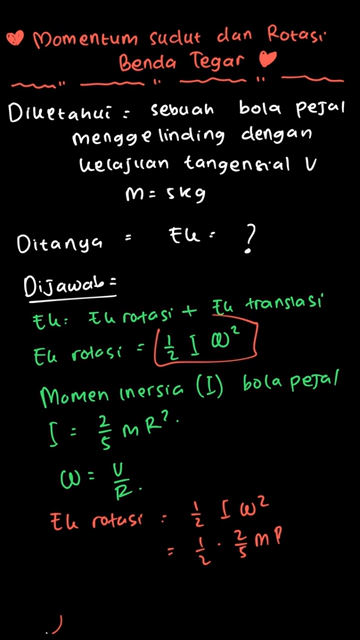 Momentum sudut dan Rotasi
Benda Tegar
Diketahui = sebuah bola pejal
menggelinding dengan
kelajuan tangensial V
m = 5kg
Ditanya = Ek = ?
Dijawab =
Ek = Ek rotasi + Ek translasi
Ek rotasi = 1/2 I ω²
Momen inersia (I) bola pejal
I = 2/5 m R².
ω = V/R.
Ek rotasi = 1/2 I ω²
= 1/2 · 2/5 m P